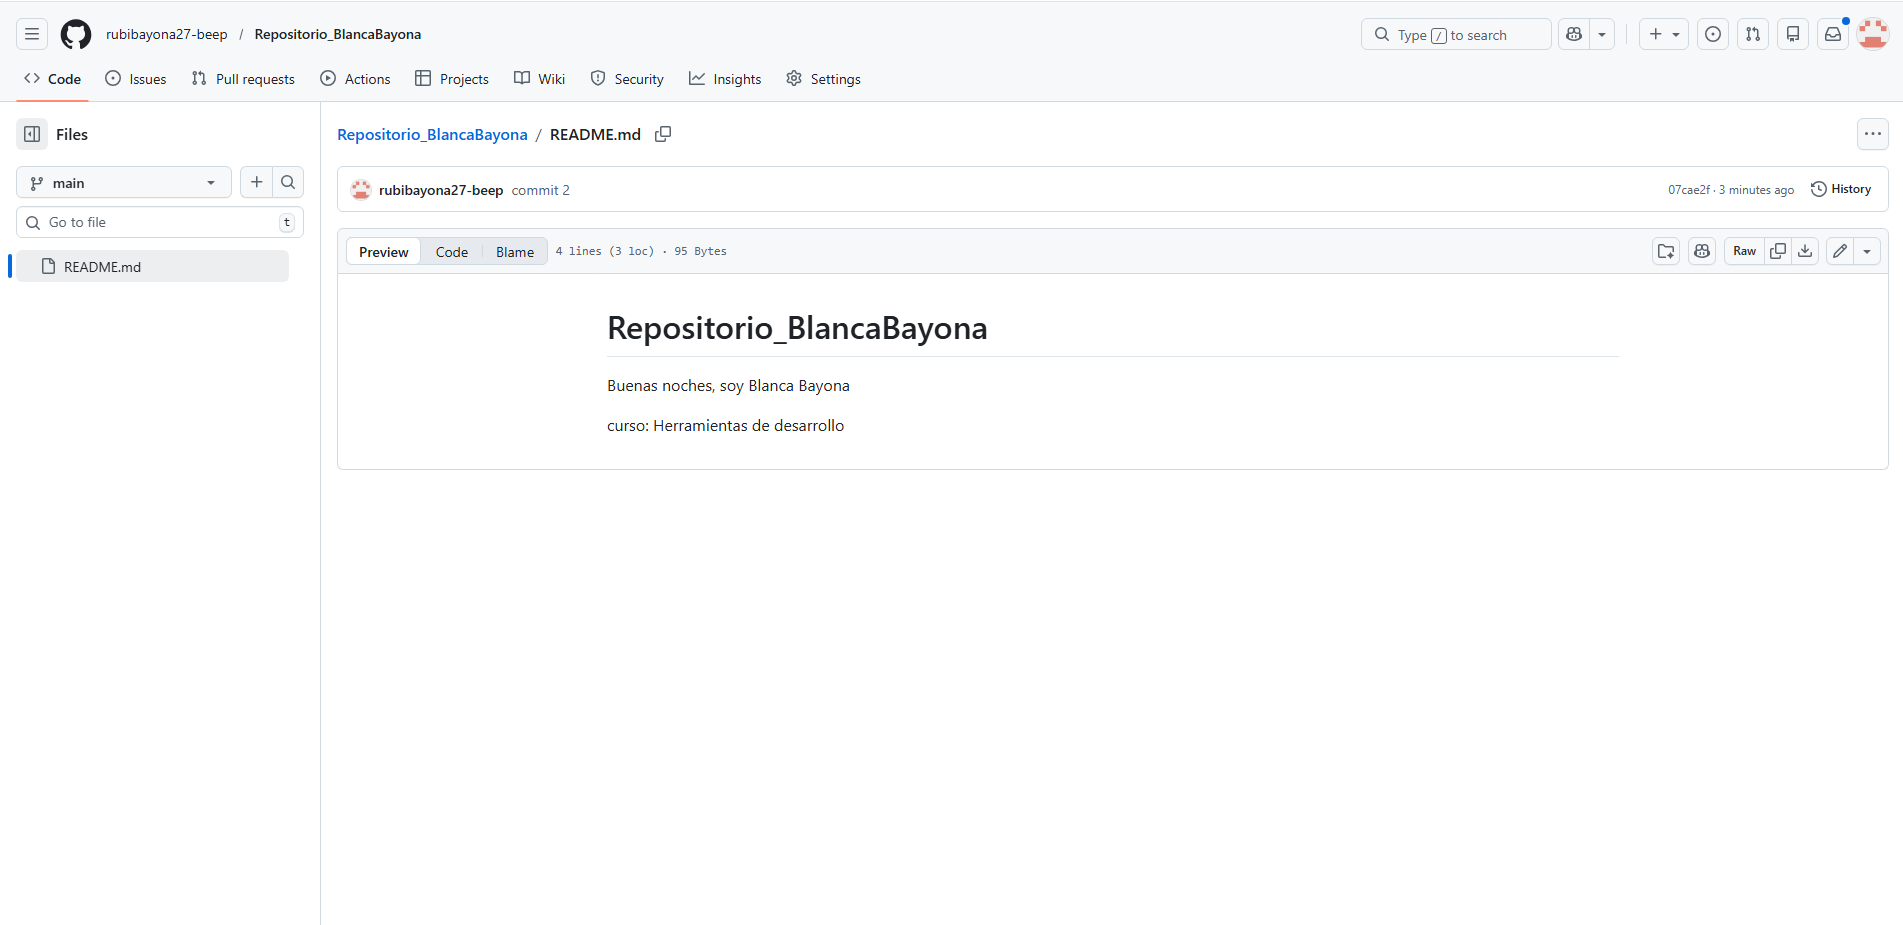 rubibayona27-beep / Repositorio_BlancaBayona
Type / to search
Code Issues Pull requests Actions Projects Wiki Security Insights Settings
Files
main
Go to file t
README.md
Repositorio_BlancaBayona / README.md
rubibayona27-beep commit 2
07cae2f · 3 minutes ago History
Preview Code Blame 4 lines (3 loc) · 95 Bytes
Raw
Repositorio_BlancaBayona
Buenas noches, soy Blanca Bayona
curso: Herramientas de desarrollo